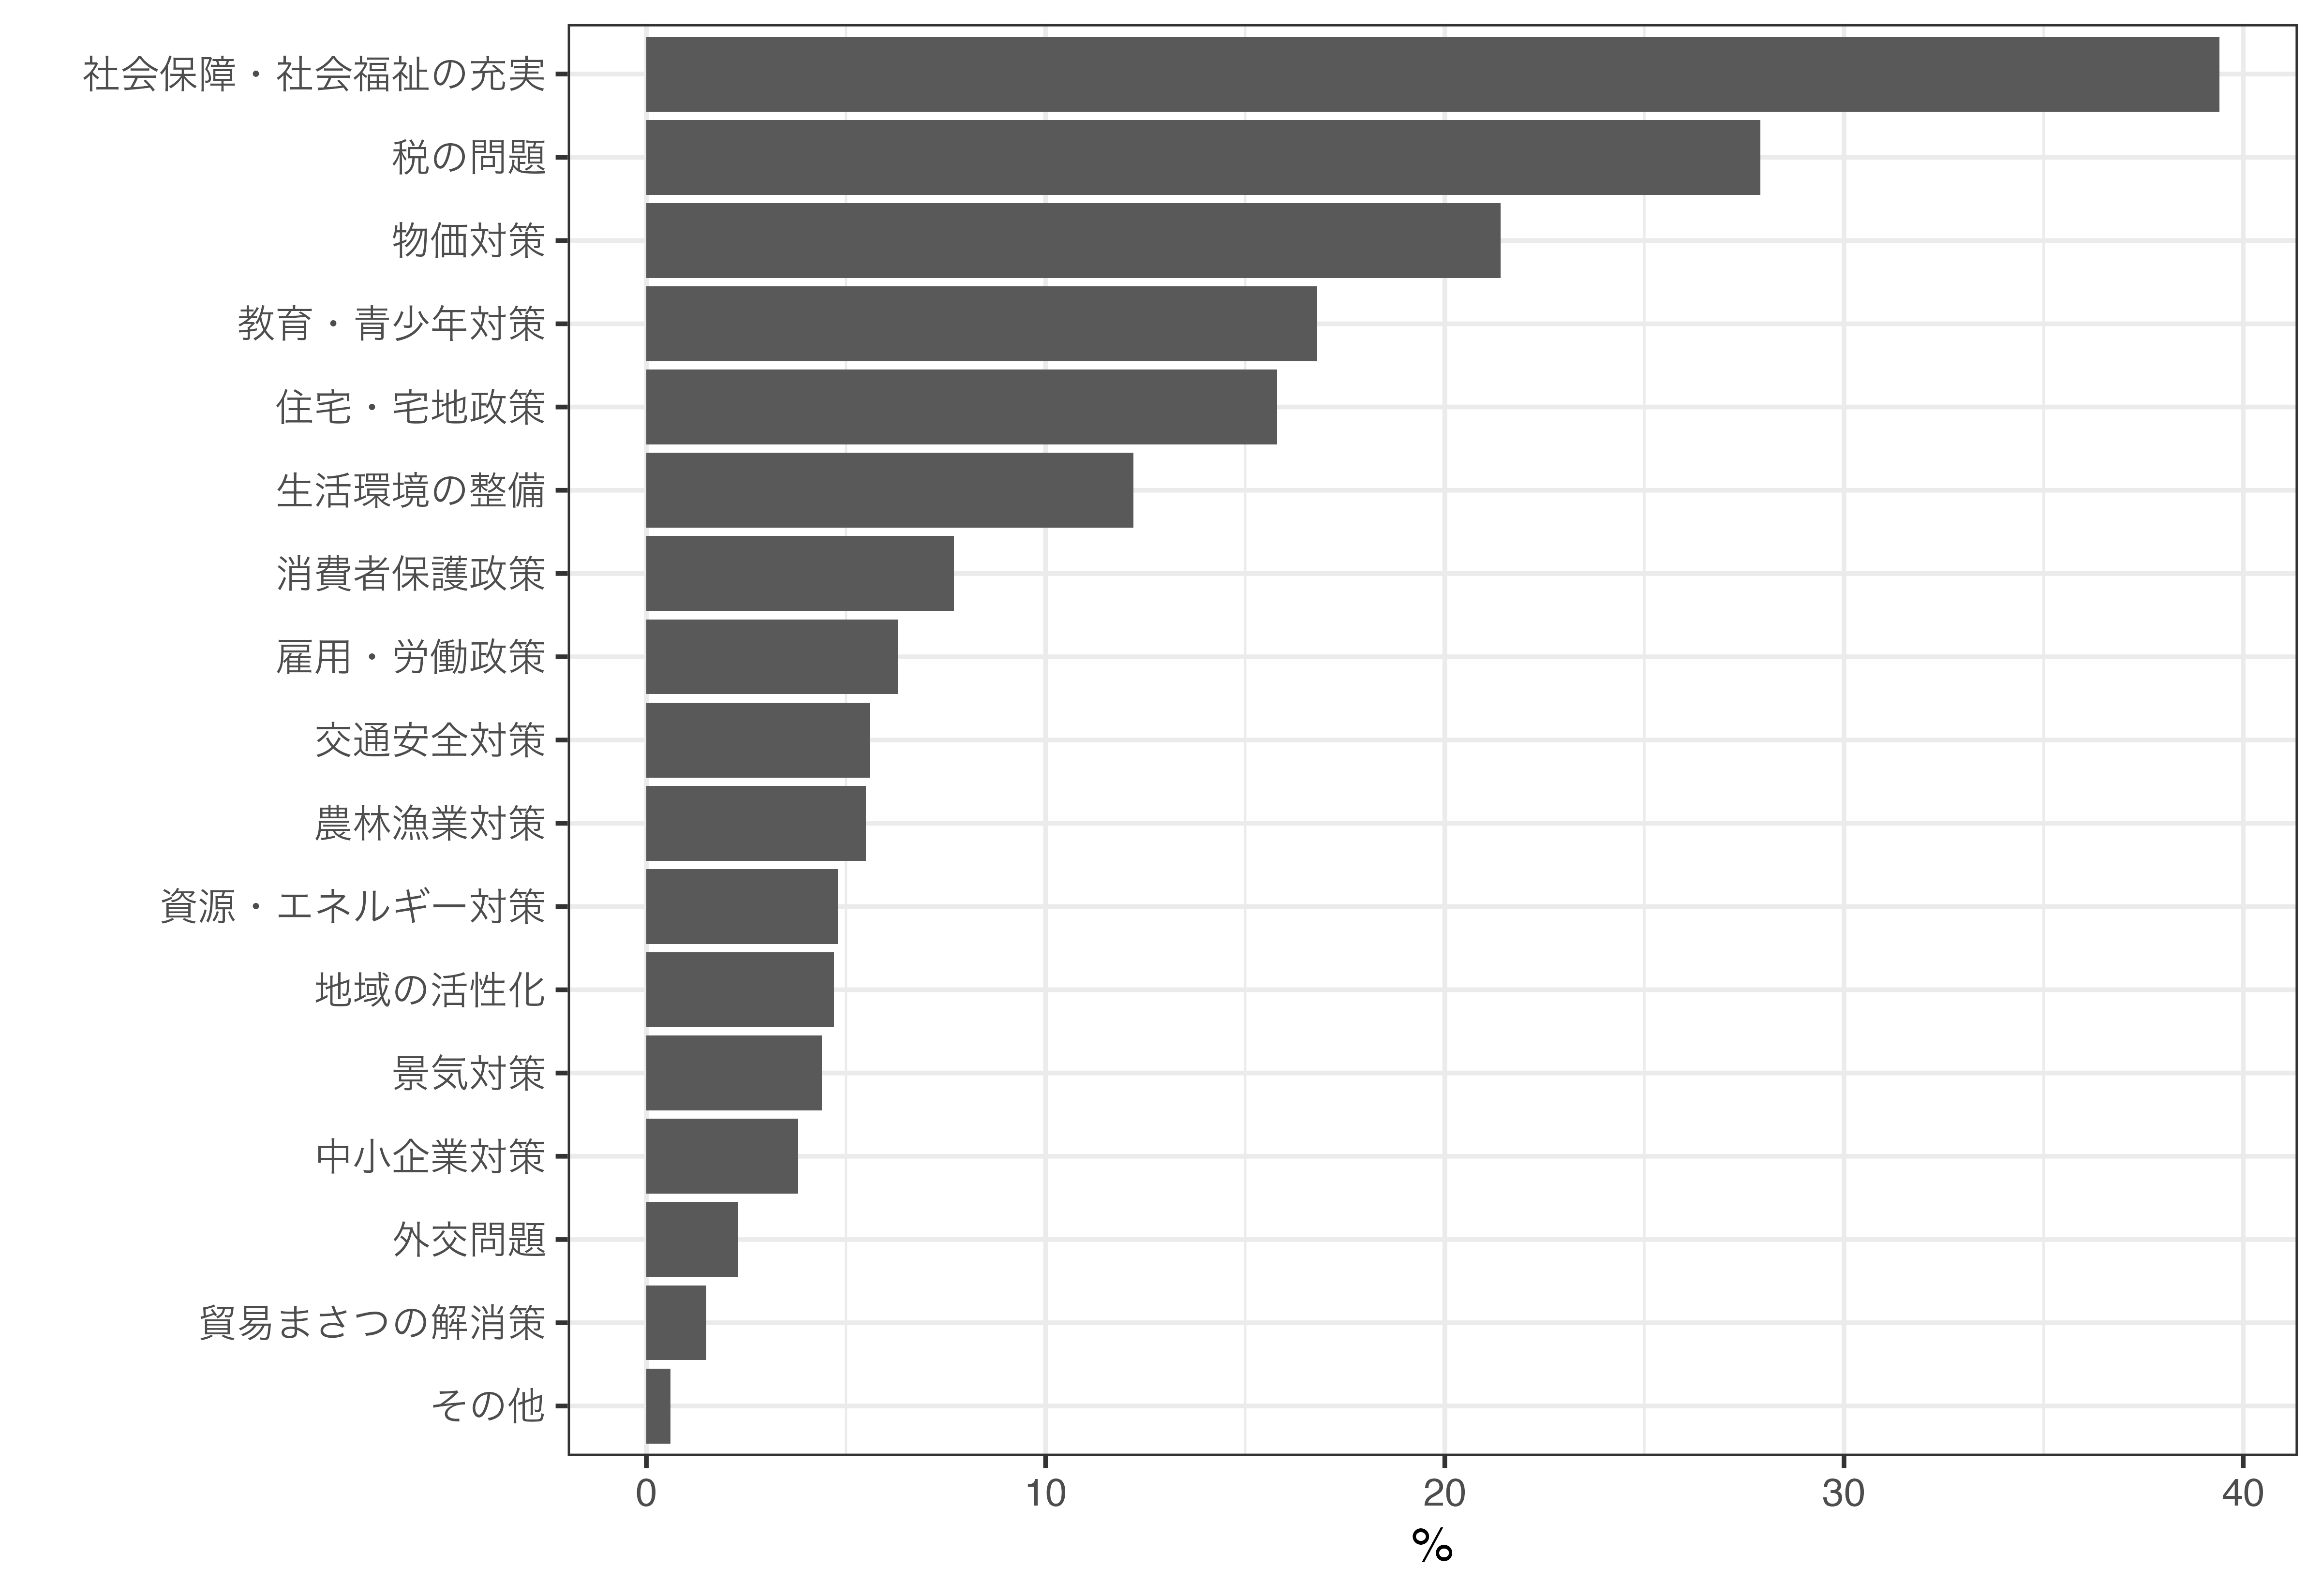 社会保障・社会福祉の充実
税の問題
物価対策
教育・青少年対策
住宅・宅地政策
生活環境の整備
消費者保護政策
雇用・労働政策
交通安全対策
農林漁業対策
資源・エネルギー対策
地域の活性化
景気対策
中小企業対策
外交問題
貿易まさつの解消策
その他
0 10 20 30 40
%